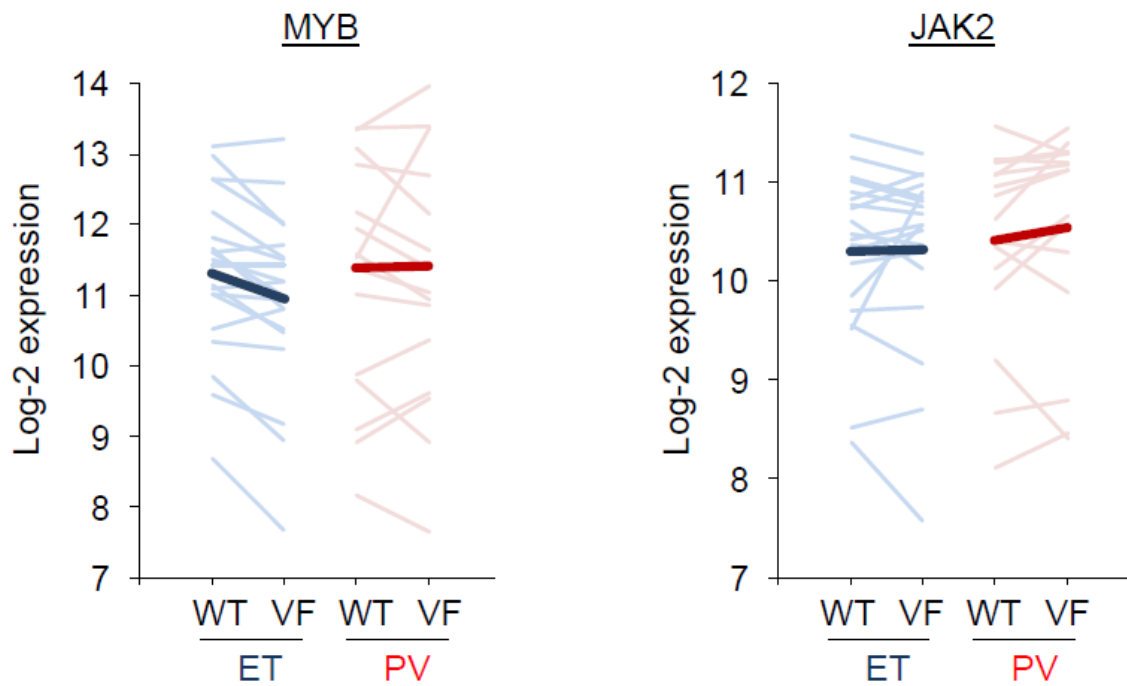 MYB
Log-2 expression
14
13
12
11
10
9
8
7
WT VF WT VF
ET PV
JAK2
Log-2 expression
12
11
10
9
8
7
WT VF WT VF
ET PV